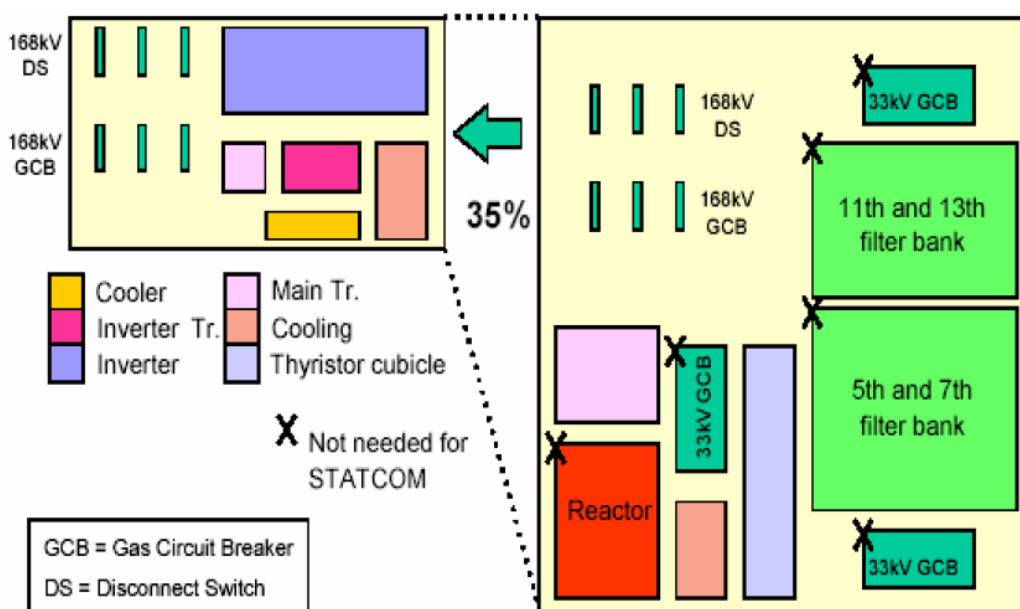 168kV
DS
168kV
GCB
35%
168kV
DS
168kV
GCB
33kV GCB
11th and 13th
filter bank
5th and 7th
filter bank
33kV GCB
Reactor
33kV GCB
Cooler
Inverter Tr.
Inverter
Main Tr.
Cooling
Thyristor cubicle
X Not needed for
STATCOM
GCB = Gas Circuit Breaker
DS = Disconnect Switch